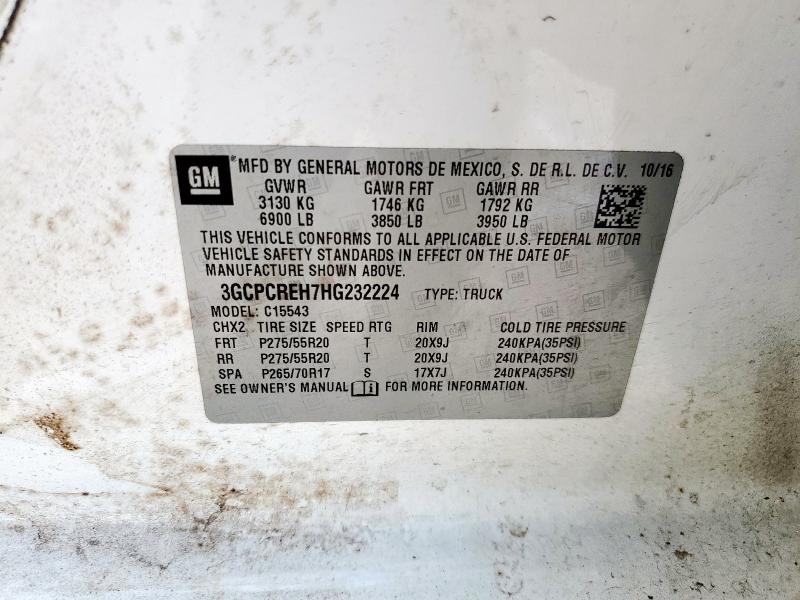 GM MFD BY GENERAL MOTORS DE MEXICO, S. DE R.L. DE C.V. 10/16
GVWR GAWR FRT GAWR RR
3130 KG 1746 KG 1792 KG
6900 LB 3850 LB 3950 LB
THIS VEHICLE CONFORMS TO ALL APPLICABLE U.S. FEDERAL MOTOR
VEHICLE SAFETY STANDARDS IN EFFECT ON THE DATE OF
MANUFACTURE SHOWN ABOVE.
3GCPCREH7HG232224 TYPE: TRUCK
MODEL: C15543
CHX2 TIRE SIZE SPEED RTG RIM COLD TIRE PRESSURE
FRT P275/55R20 T 20X9J 240KPA(35PSI)
RR P275/55R20 T 20X9J 240KPA(35PSI)
SPA P265/70R17 S 17X7J 240KPA(35PSI)
SEE OWNER'S MANUAL FOR MORE INFORMATION.